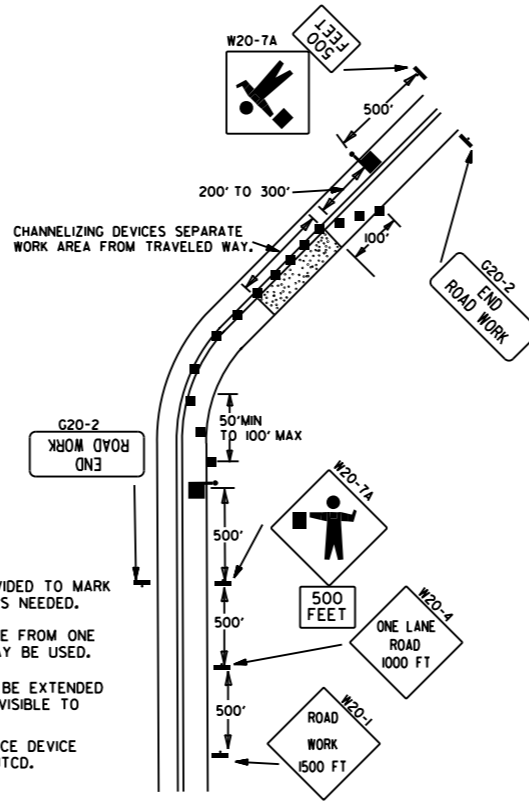 W20-7A
500
FEET
500'
200' TO 300'
CHANNELIZING DEVICES SEPARATE
WORK AREA FROM TRAVELED WAY.
100'
G20-2
END
ROAD WORK
G20-2
END
ROAD WORK
50'MIN
TO 100' MAX
W20-7A
500'
500
FEET
VIDED TO MARK
S NEEDED.
E FROM ONE
AY BE USED.
BE EXTENDED
VISIBLE TO
CE DEVICE
TCD.
500'
W20-4
ONE LANE
ROAD
1000 FT
500'
W20-1
ROAD
WORK
1500 FT